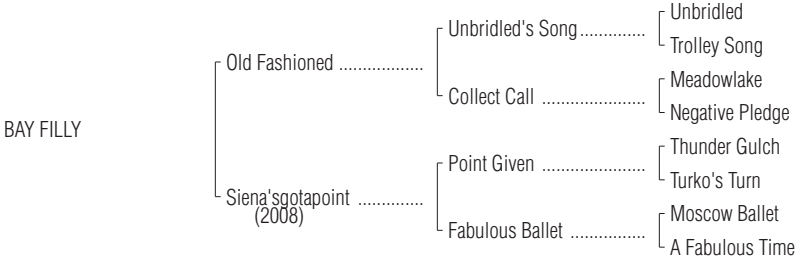 Unbridled
Unbridled's Song..............
Trolley Song
Old Fashioned ..................
Meadowlake
Collect Call ......................
Negative Pledge
BAY FILLY
Thunder Gulch
Point Given ......................
Turko's Turn
Siena'sgotapoint ..............
(2008)
Moscow Ballet
Fabulous Ballet ................
A Fabulous Time